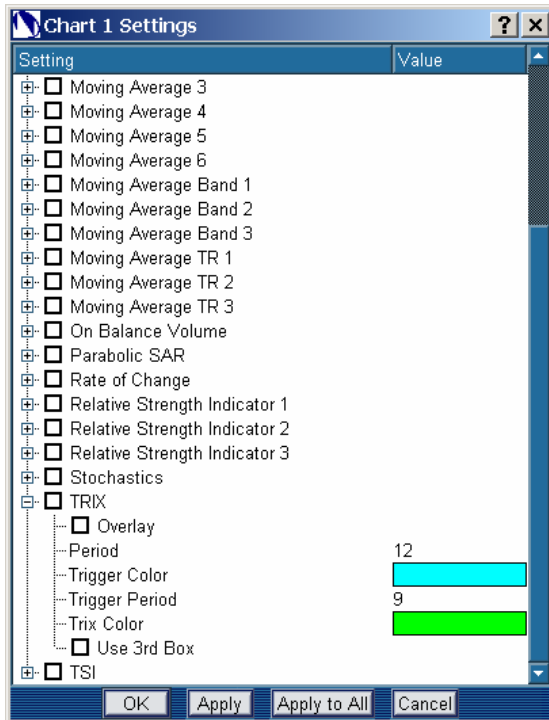 Chart 1 Settings ? ×
Setting Value
Moving Average 3
Moving Average 4
Moving Average 5
Moving Average 6
Moving Average Band 1
Moving Average Band 2
Moving Average Band 3
Moving Average TR 1
Moving Average TR 2
Moving Average TR 3
On Balance Volume
Parabolic SAR
Rate of Change
Relative Strength Indicator 1
Relative Strength Indicator 2
Relative Strength Indicator 3
Stochastics
TRIX
Overlay
Period 12
Trigger Color
Trigger Period 9
Trix Color
Use 3rd Box
TSI
OK Apply Apply to All Cancel